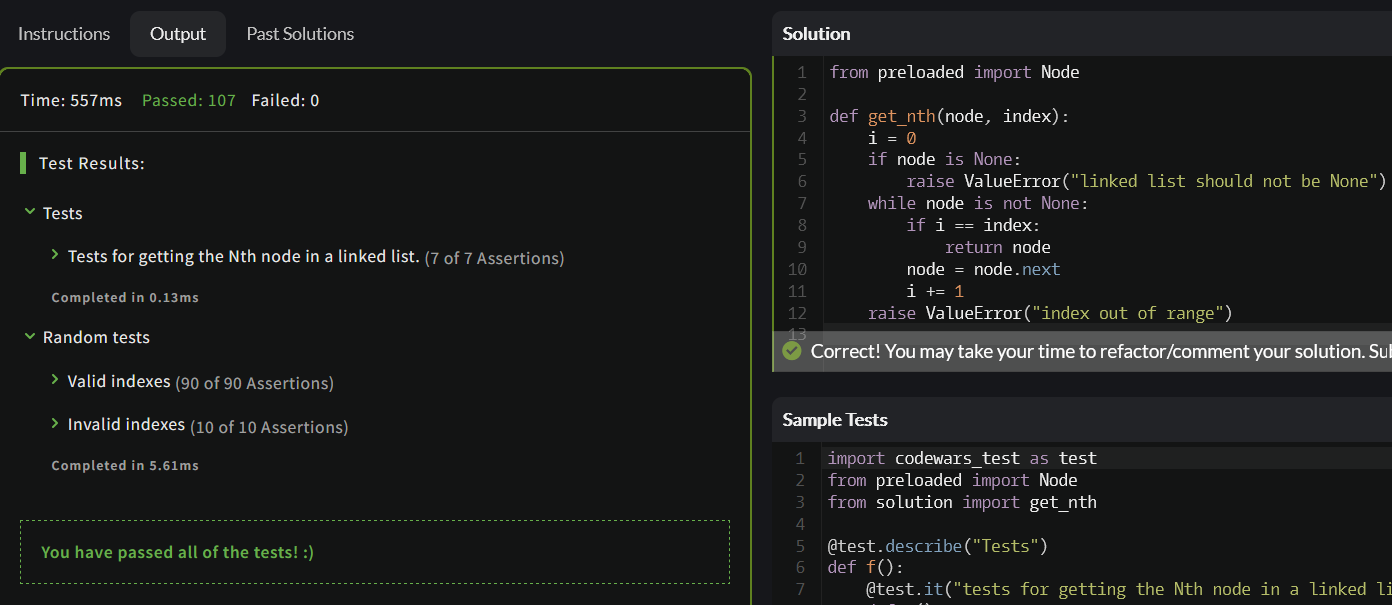 Instructions
Output
Past Solutions
Time: 557ms Passed: 107 Failed: 0
Test Results:
Tests
Tests for getting the Nth node in a linked list. (7 of 7 Assertions)
Completed in 0.13ms
Random tests
Valid indexes (90 of 90 Assertions)
Invalid indexes (10 of 10 Assertions)
Completed in 5.61ms
You have passed all of the tests! :)
Solution
1 from preloaded import Node
2
3 def get_nth(node, index):
4     i = 0
5     if node is None:
6         raise ValueError("linked list should not be None")
7     while node is not None:
8         if i == index:
9             return node
10         node = node.next
11         i += 1
12     raise ValueError("index out of range")
13
Correct! You may take your time to refactor/comment your solution.
Sample Tests
1 import codewars_test as test
2 from preloaded import Node
3 from solution import get_nth
4
5 @test.describe("Tests")
6 def f():
7     @test.it("tests for getting the Nth node in a linked